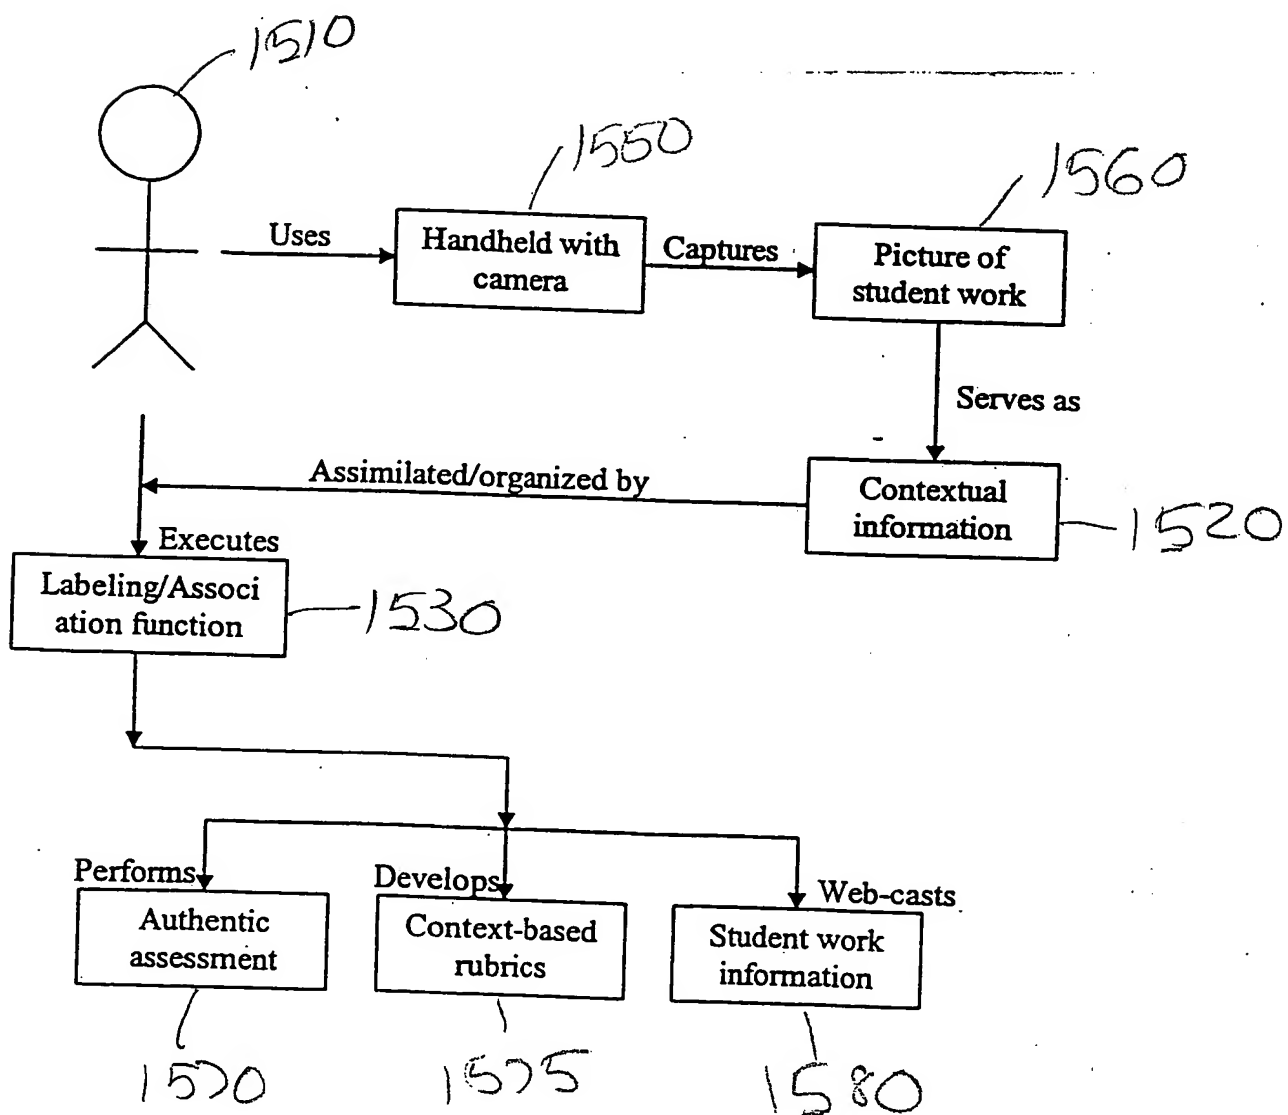 1510
1550
1560
Uses
Handheld with
camera
Captures
Picture of
student work
Serves as
Assimilated/organized by
Contextual
information
1520
Executes
Labeling/Associ
ation function
1530
Performs
Authentic
assessment
Develops
Context-based
rubrics
Web-casts
Student work
information
1570
1575
1580